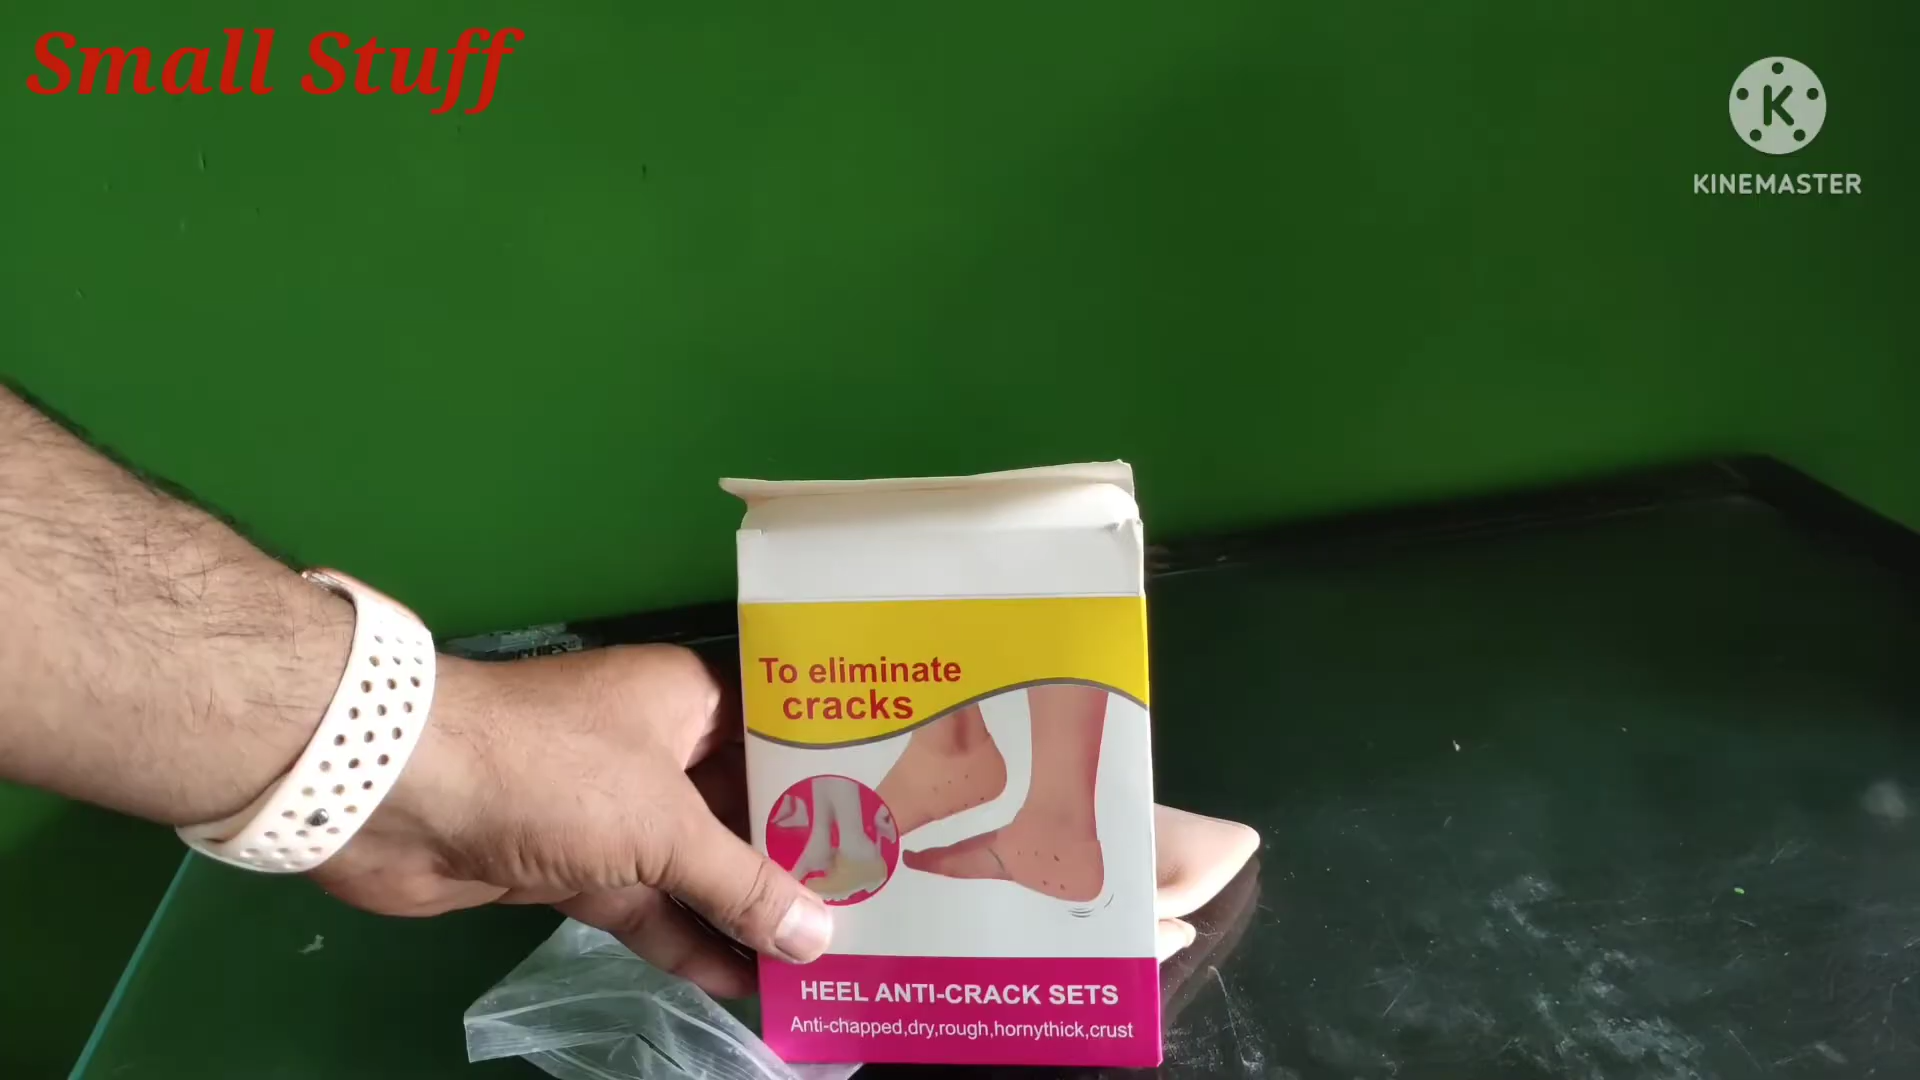 Small Stuff
K
KINEMASTER
To eliminate
cracks
HEEL ANTI-CRACK SETS
Anti-chapped,dry,rough,hornythick,crust